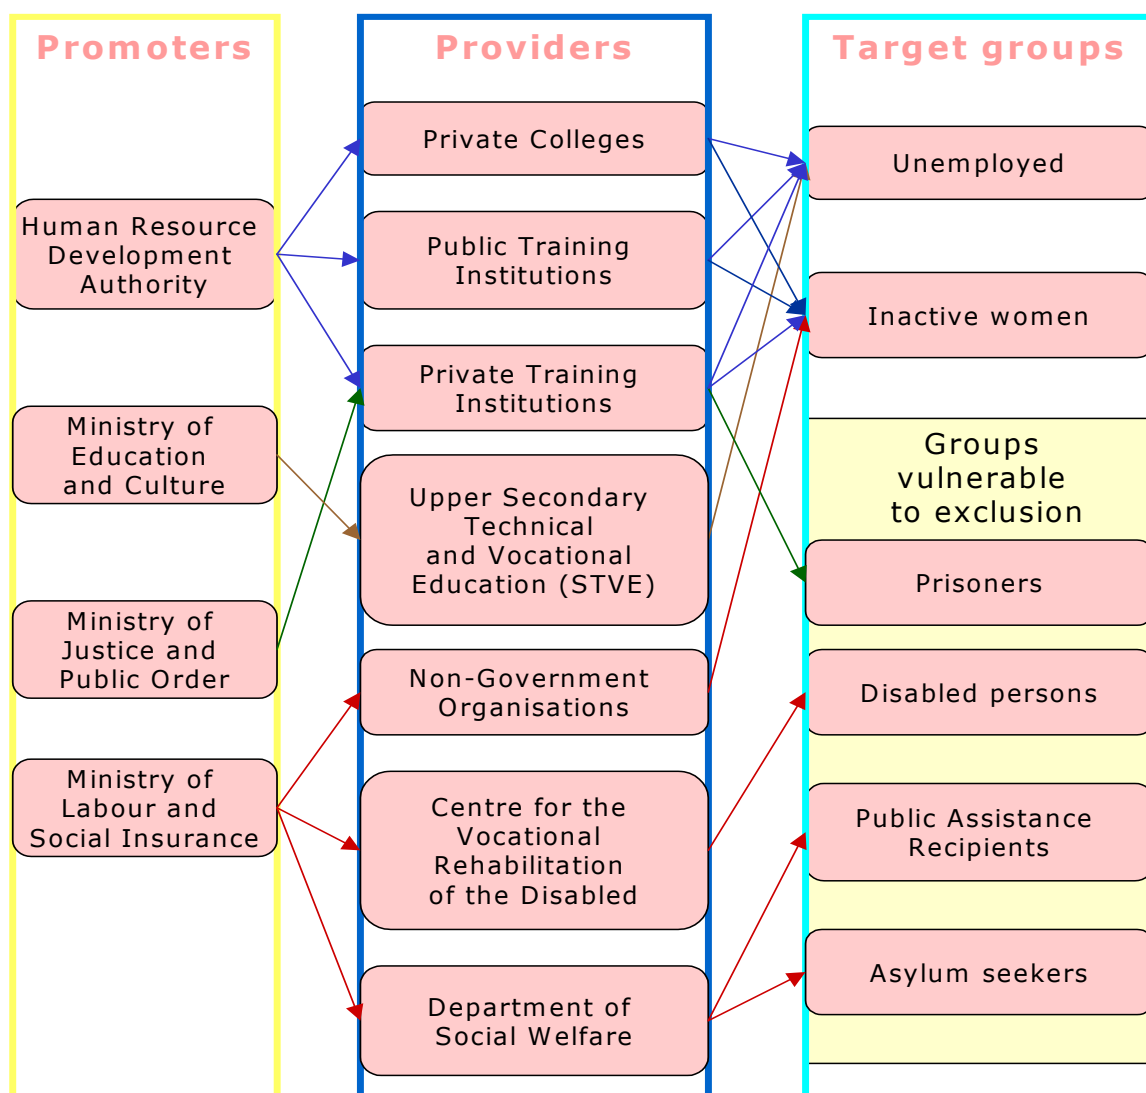 Promoters
Human Resource
Development
Authority
Ministry of
Education
and Culture
Ministry of
Justice and
Public Order
Ministry of
Labour and
Social Insurance
Providers
Private Colleges
Public Training
Institutions
Private Training
Institutions
Upper Secondary
Technical
and Vocational
Education (STVE)
Non-Government
Organisations
Centre for the
Vocational
Rehabilitation
of the Disabled
Department of
Social Welfare
Target groups
Unemployed
Inactive women
Groups
vulnerable
to exclusion
Prisoners
Disabled persons
Public Assistance
Recipients
Asylum seekers